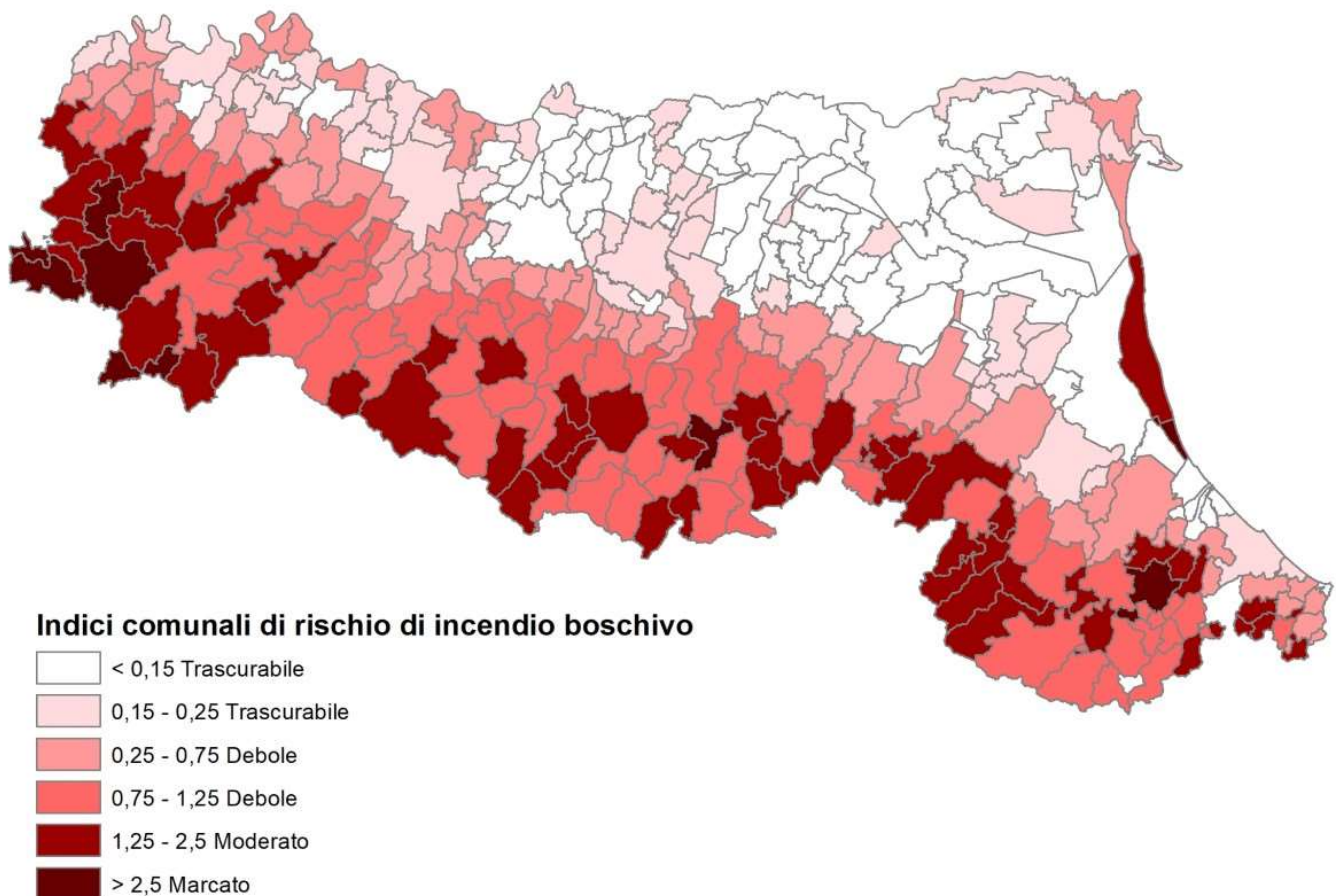 Indici comunali di rischio di incendio boschivo
< 0,15 Trascurabile
0,15 - 0,25 Trascurabile
0,25 - 0,75 Debole
0,75 - 1,25 Debole
1,25 - 2,5 Moderato
> 2,5 Marcato